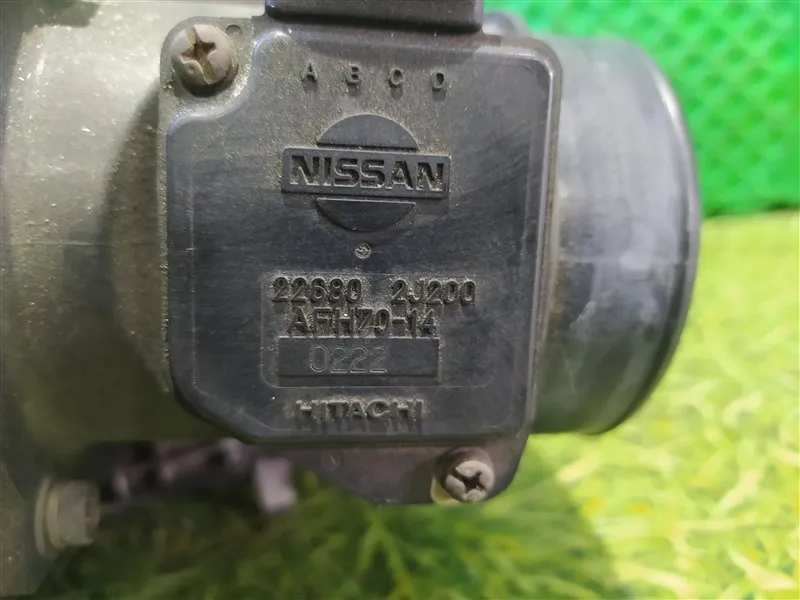 A B C D
NISSAN
22680 2J200
AFH70-14
0222
HITACHI